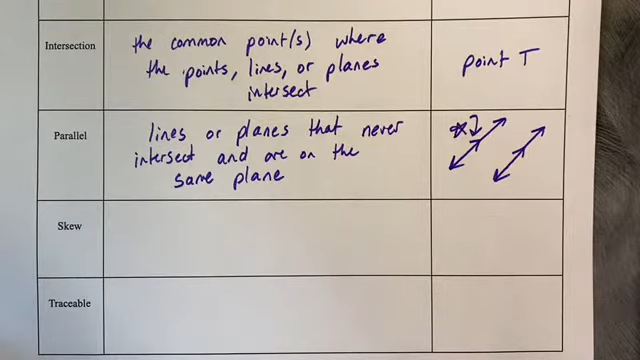 Intersection
the common point(s) where
the points, lines, or planes
intersect
point T
Parallel
lines or planes that never
intersect and are on the
same plane
Skew
Traceable